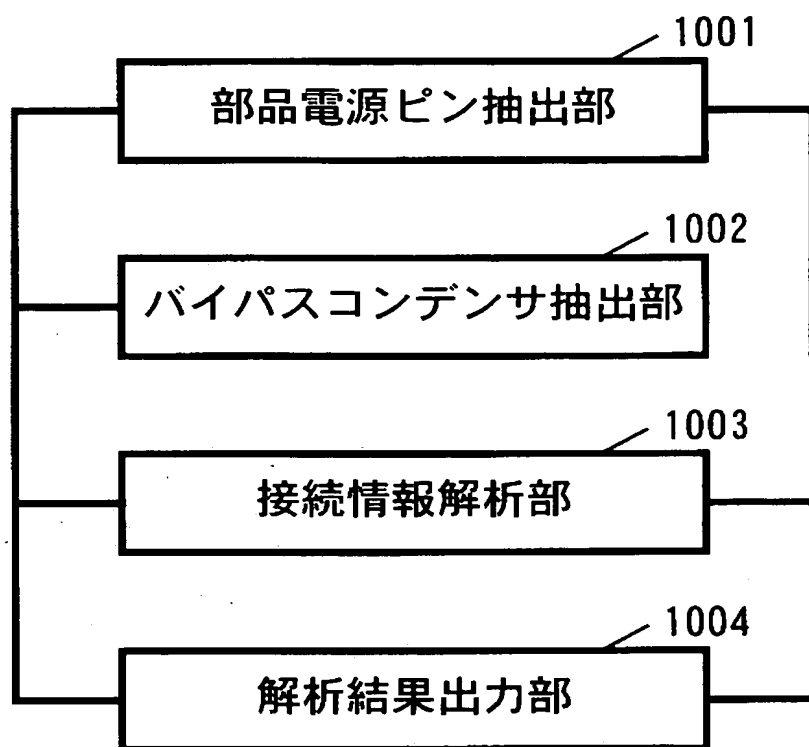 1001
部品電源ピン抽出部
1002
バイパスコンデンサ抽出部
1003
接続情報解析部
1004
解析結果出力部